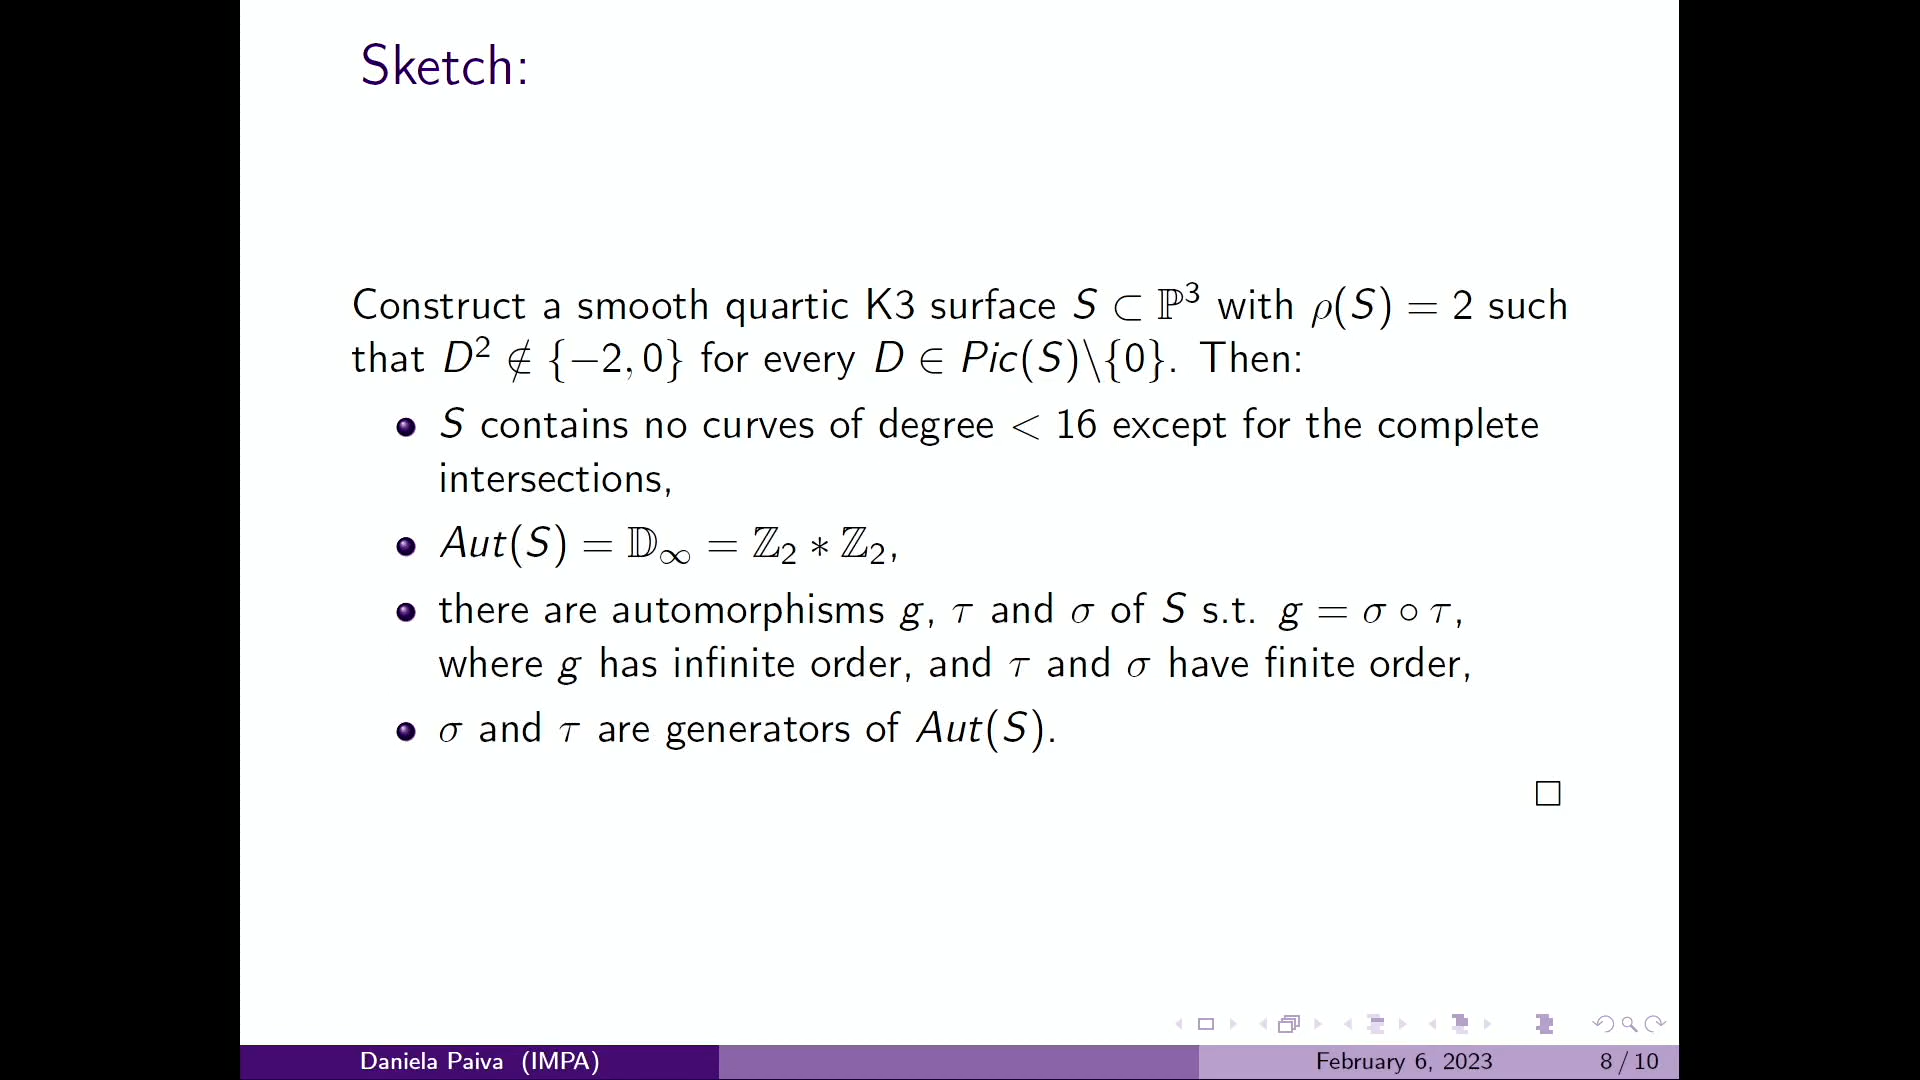 Sketch:
Construct a smooth quartic K3 surface S ⊂ ℙ³ with ρ(S) = 2 such
that D² ∉ {−2, 0} for every D ∈ Pic(S)\{0}. Then:
S contains no curves of degree < 16 except for the complete
intersections,
Aut(S) = 𝔻∞ = ℤ₂ ∗ ℤ₂,
there are automorphisms g, τ and σ of S s.t. g = σ ∘ τ,
where g has infinite order, and τ and σ have finite order,
σ and τ are generators of Aut(S).
□
Daniela Paiva (IMPA) February 6, 2023 8 / 10